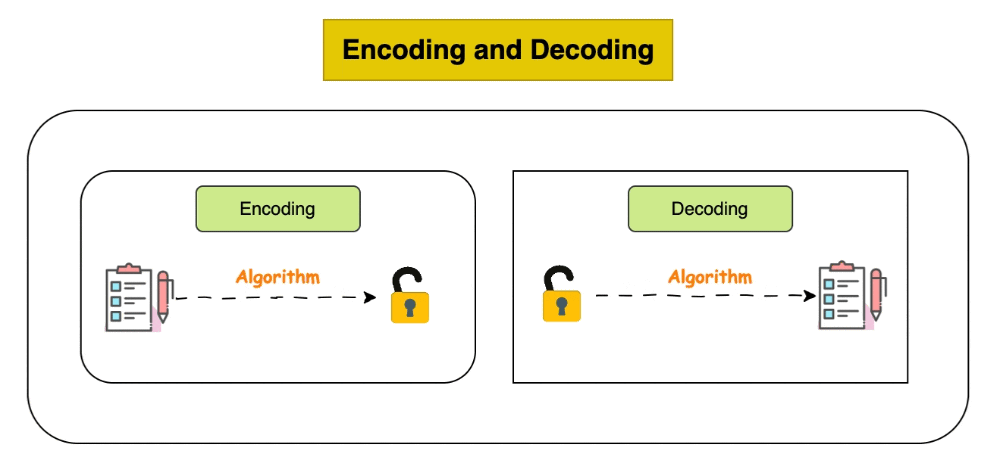 Encoding and Decoding
Encoding
Algorithm
Decoding
Algorithm